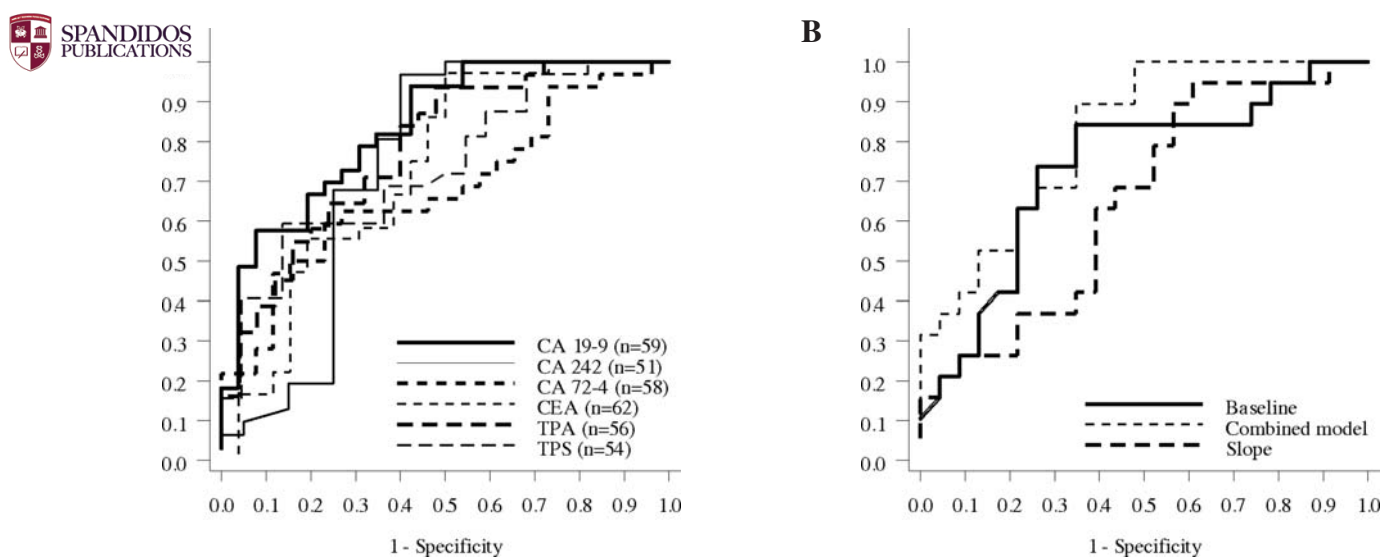 SPANDIDOS
PUBLICATIONS
0.9
0.8
0.7
0.6
0.5
0.4
0.3
0.2
0.1
0.0
CA 19-9 (n=59)
CA 242 (n=51)
CA 72-4 (n=58)
CEA (n=62)
TPA (n=56)
TPS (n=54)
0.0 0.1 0.2 0.3 0.4 0.5 0.6 0.7 0.8 0.9 1.0
1 - Specificity
B
1.0
0.9
0.8
0.7
0.6
0.5
0.4
0.3
0.2
0.1
0.0
Baseline
Combined model
Slope
0.0 0.1 0.2 0.3 0.4 0.5 0.6 0.7 0.8 0.9 1.0
1 - Specificity